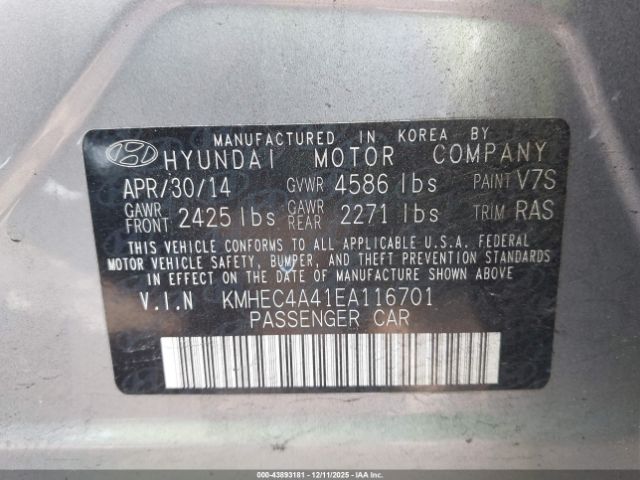 MANUFACTURED IN KOREA BY
HYUNDAI MOTOR COMPANY
APR/30/14 GVWR 4586 lbs PAINT V7S
GAWR FRONT 2425 lbs GAWR REAR 2271 lbs TRIM RAS
THIS VEHICLE CONFORMS TO ALL APPLICABLE U.S.A. FEDERAL
MOTOR VEHICLE SAFETY, BUMPER, AND THEFT PREVENTION STANDARDS
IN EFFECT ON THE DATE OF MANUFACTURE SHOWN ABOVE.
V.I.N KMHEC4A41EA116701
PASSENGER CAR
000-43893181 - 12/11/2025 - IAAI.COM